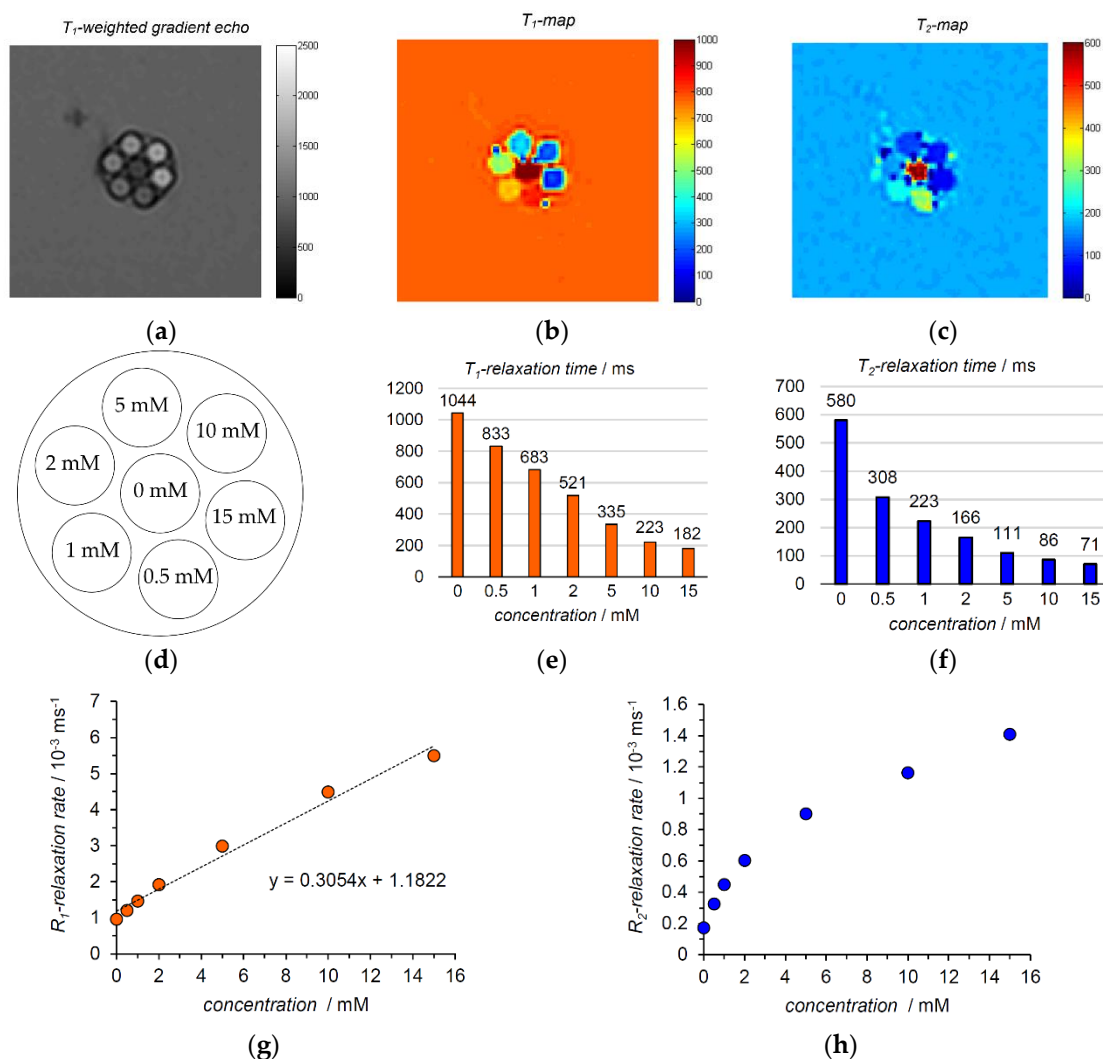 T₁-weighted gradient echo
2500
2000
1500
1000
500
0
(a)
T₁-map
1000
900
800
700
600
500
400
300
200
100
0
(b)
T₂-map
600
500
400
300
200
100
0
(c)
5 mM
10 mM
2 mM
0 mM
15 mM
1 mM
0.5 mM
(d)
T₁-relaxation time / ms
1200
1000
800
600
400
200
0
1044
833
683
521
335
223
182
0 0.5 1 2 5 10 15
concentration / mM
(e)
T₂-relaxation time / ms
700
600
500
400
300
200
100
0
580
308
223
166
111
86
71
0 0.5 1 2 5 10 15
concentration / mM
(f)
R₁-relaxation rate / 10⁻³ ms⁻¹
7
6
5
4
3
2
1
0
y = 0.3054x + 1.1822
0 2 4 6 8 10 12 14 16
concentration / mM
(g)
R₂-relaxation rate / 10⁻³ ms⁻¹
1.6
1.4
1.2
1
0.8
0.6
0.4
0.2
0
0 2 4 6 8 10 12 14 16
concentration / mM
(h)